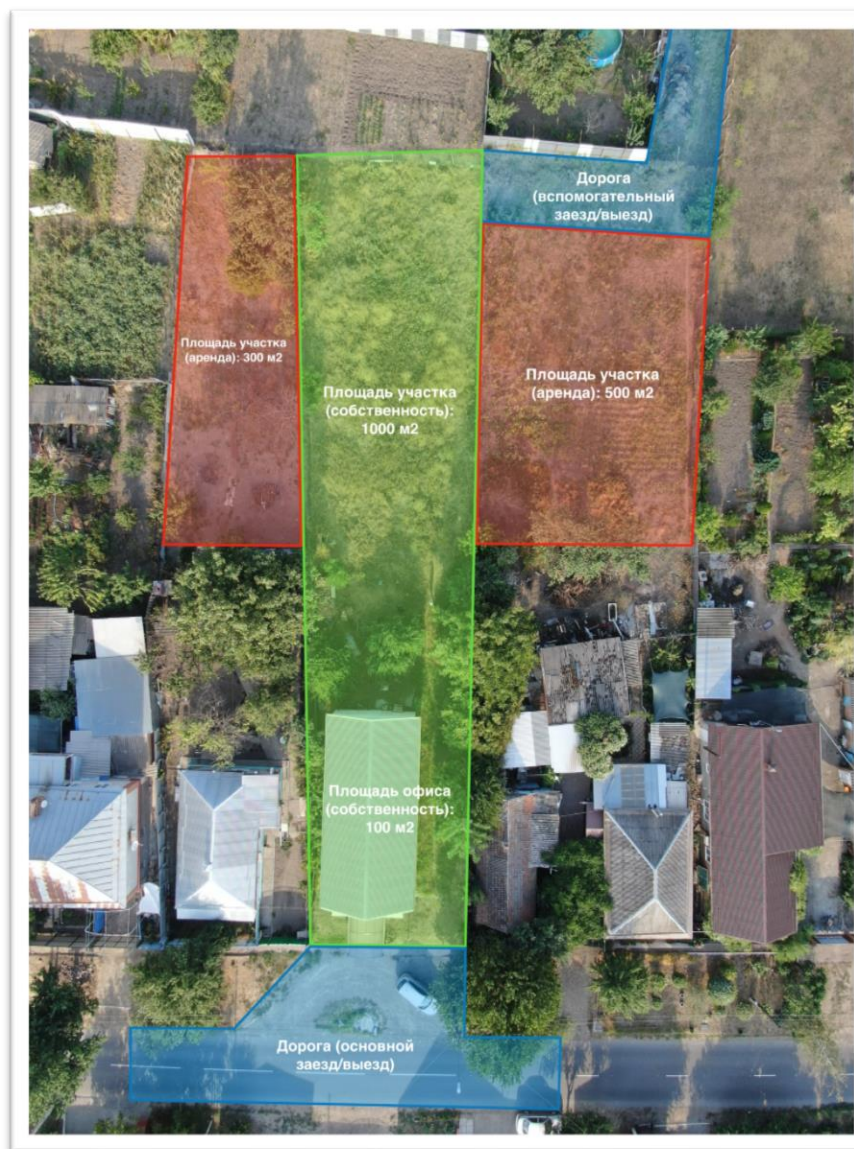 Дорога
(вспомогательный
заезд/выезд)
Площадь участка
(аренда): 300 м2
Площадь участка
(собственность):
1000 м2
Площадь участка
(аренда): 500 м2
Площадь офиса
(собственность):
100 м2
Дорога (основной
заезд/выезд)